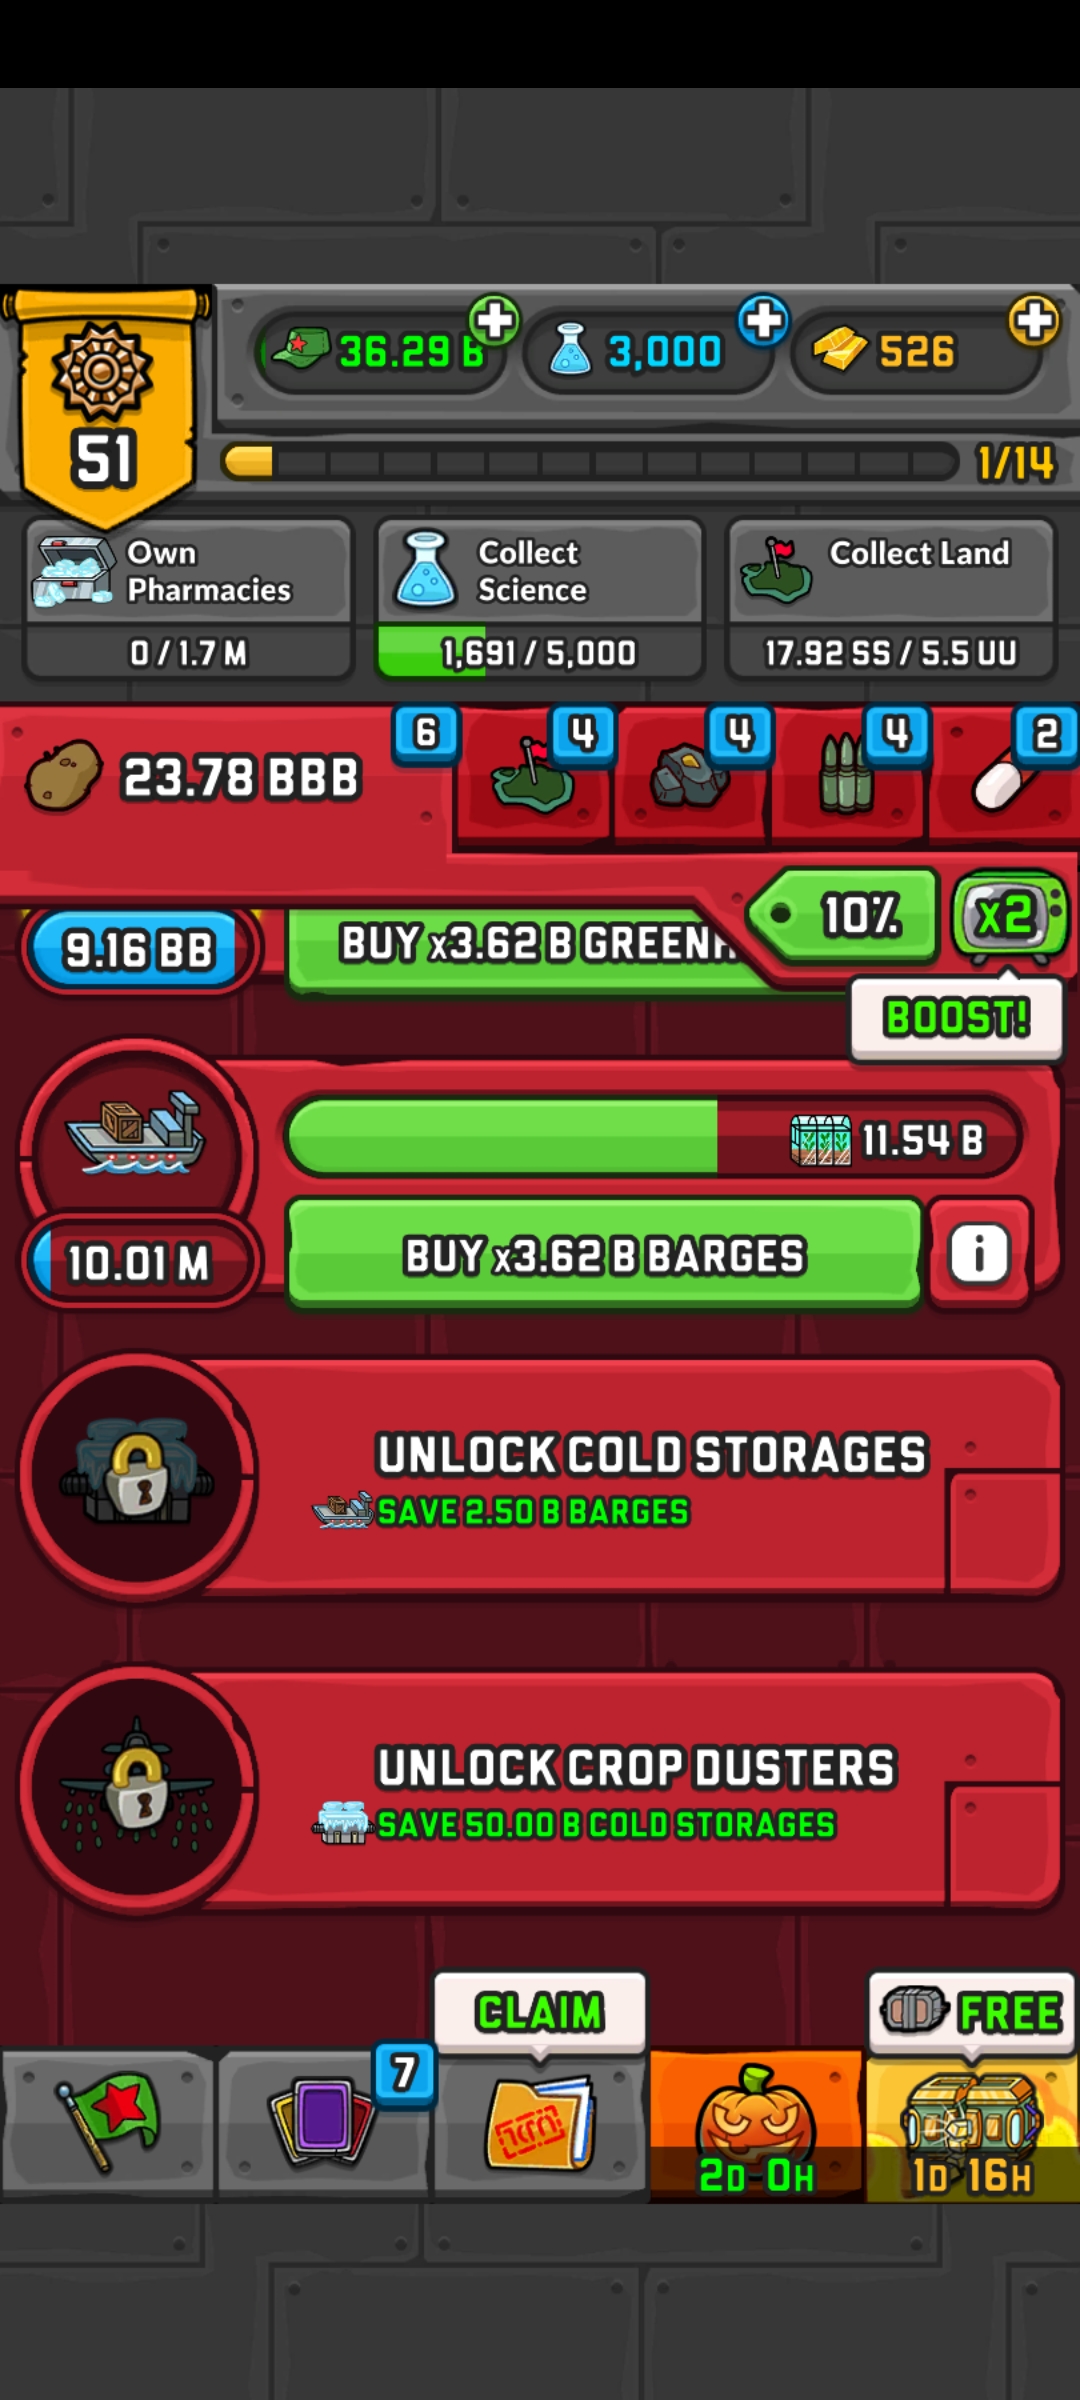 51
36.29 B
3,000
526
1/14
Own
Pharmacies
0 / 1.7 M
Collect
Science
1,691 / 5,000
Collect Land
17.92 SS / 5.5 UU
23.78 BBB
6
4
4
4
2
10%
x2
BOOST!
9.16 BB
BUY x3.62 B GREENH
11.54 B
10.01 M
BUY x3.62 B BARGES
i
UNLOCK COLD STORAGES
SAVE 2.50 B BARGES
UNLOCK CROP DUSTERS
SAVE 50.00 B COLD STORAGES
CLAIM
FREE
7
2D 0H
1D 16H